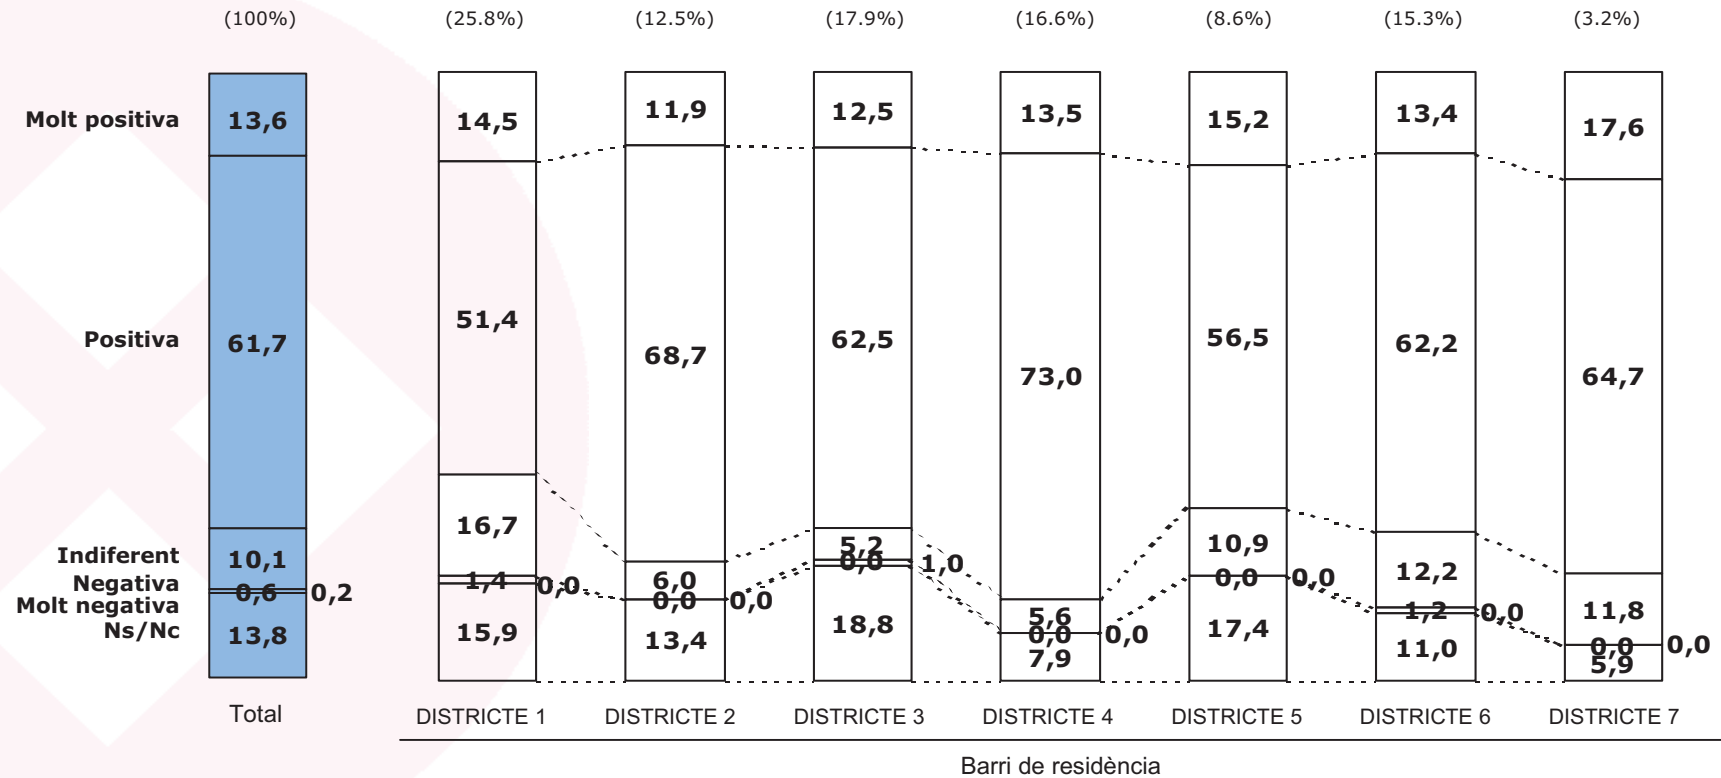 (100%) (25.8%) (12.5%) (17.9%) (16.6%) (8.6%) (15.3%) (3.2%)
Molt positiva 13,6 14,5 11,9 12,5 13,5 15,2 13,4 17,6
Positiva 61,7 51,4 68,7 62,5 73,0 56,5 62,2 64,7
Indiferent 10,1 16,7 6,0 5,2 5,6 10,9 12,2 11,8
Negativa 0,6 1,4 0,0 0,0 0,0 0,0 1,2 0,0
Molt negativa 0,2 0,0 0,0 1,0 0,0 0,0 0,0 0,0
Ns/Nc 13,8 15,9 13,4 18,8 7,9 17,4 11,0 5,9
Total DISTRICTE 1 DISTRICTE 2 DISTRICTE 3 DISTRICTE 4 DISTRICTE 5 DISTRICTE 6 DISTRICTE 7
Barri de residència